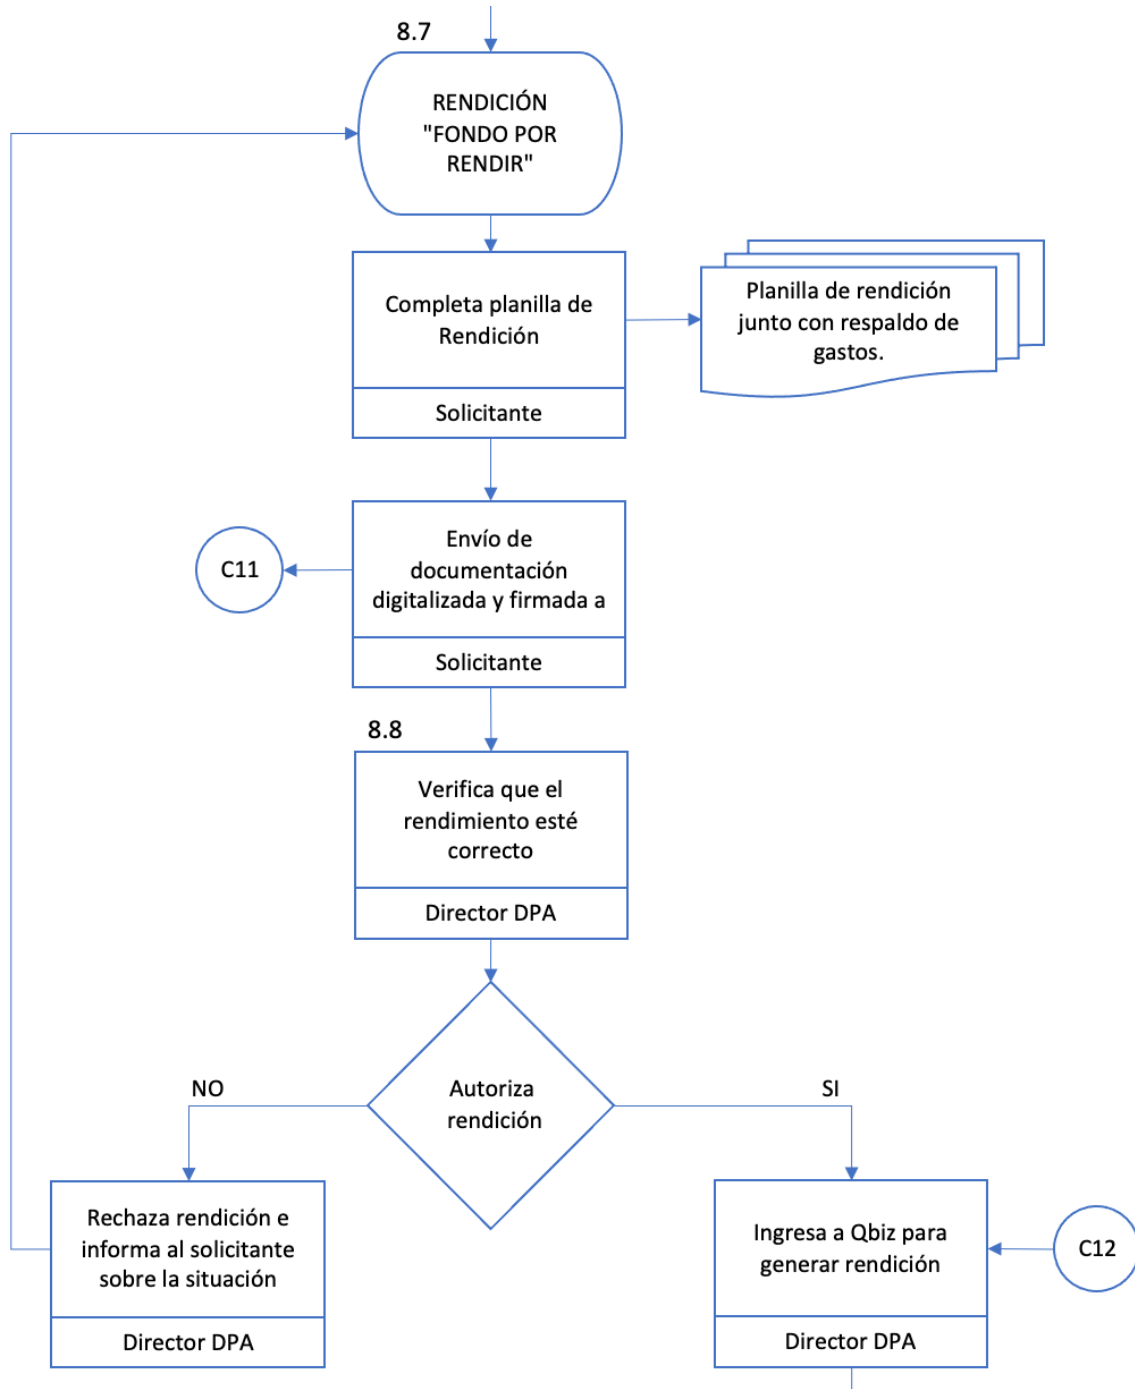 8.7
RENDICIÓN
"FONDO POR
RENDIR"
Completa planilla de
Rendición
Solicitante
Planilla de rendición
junto con respaldo de
gastos.
Envío de
documentación
digitalizada y firmada a
Solicitante
C11
8.8
Verifica que el
rendimiento esté
correcto
Director DPA
Autoriza
rendición
NO
SI
Rechaza rendición e
informa al solicitante
sobre la situación
Director DPA
Ingresa a Qbiz para
generar rendición
Director DPA
C12